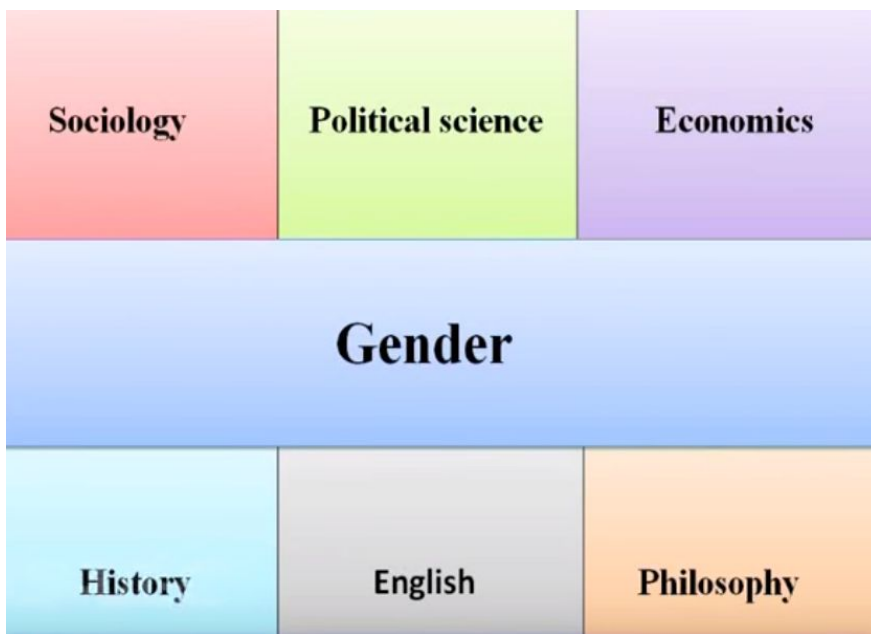 Sociology
Political science
Economics
Gender
History
English
Philosophy